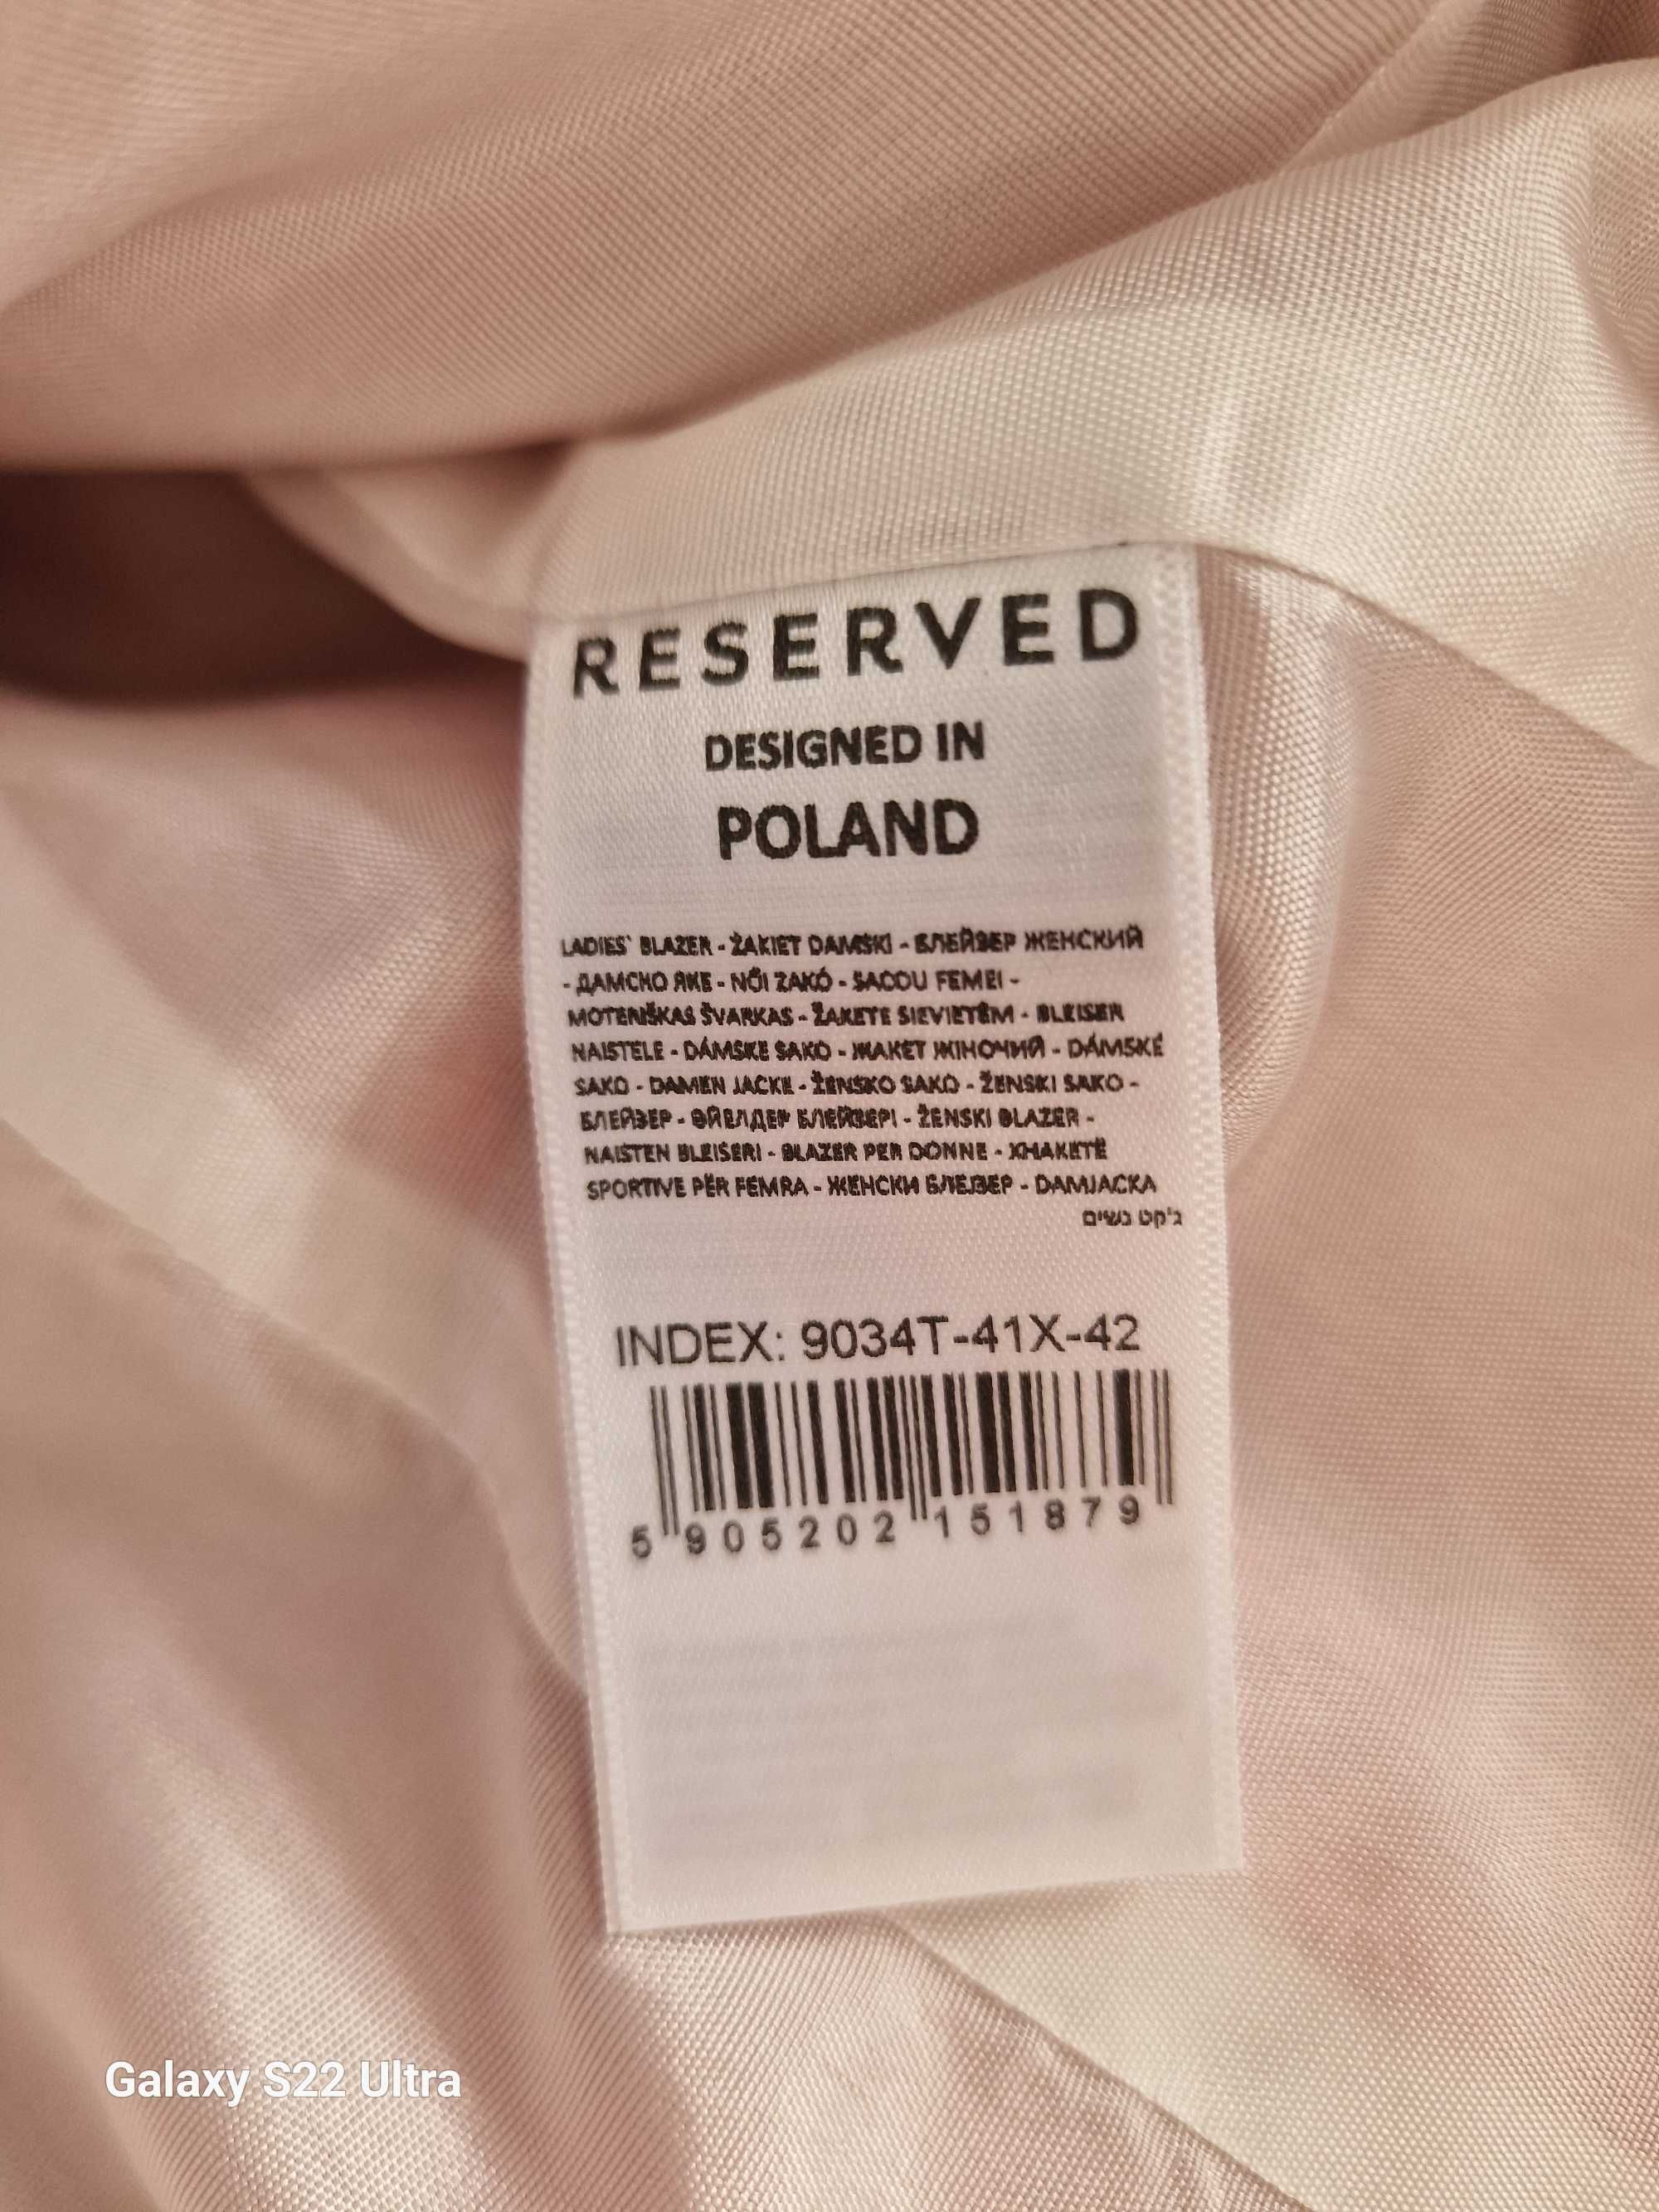 RESERVED
DESIGNED IN
POLAND
LADIES` BLAZER - ŻAKIET DAMSKI - БЛЕЙЗЕР ЖЕНСКИЙ
- ДАМСКО ЯКЕ - NŐI ZAKÓ - SACOU FEMEI -
MOTERIŠKAS ŠVARKAS - ŽAKETE SIEVIETĒM - BLEISER
NAISTELE - DÁMSKE SAKO - ЖАКЕТ ЖІНОЧИЙ - DÁMSKÉ
SAKO - DAMEN JACKE - ŽENSKO SAKO - ŽENSKI SAKO -
БЛЕЙЗЕР - ӘЙЕЛДЕР БЛЕЙЗЕРІ - ŽENSKI BLAZER -
NAISTEN BLEISERI - BLAZER PER DONNE - XHAKETË
SPORTIVE PËR FEMRA - ЖЕНСКИ БЛЕЈЗЕР - DAMJACKA
ג'קט נשים
INDEX: 9034T-41X-42
5 905202 151879
Galaxy S22 Ultra